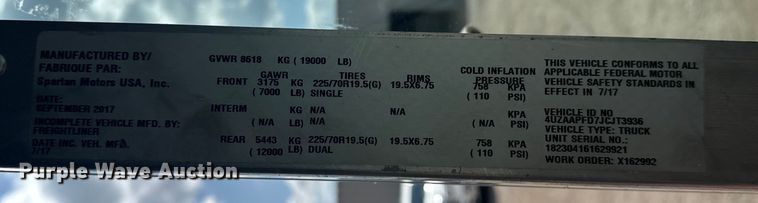 MANUFACTURED BY/
FABRIQUE PAR:
Spartan Motors USA, Inc.
DATE:
SEPTEMBER 2017
INCOMPLETE VEHICLE MFD. BY:
FREIGHTLINER
DATE INC. VEH. MFD.
7/17
GVWR 8618 KG ( 19000 LB)
GAWR TIRES RIMS COLD INFLATION PRESSURE
FRONT 3175 KG 225/70R19.5(G) 19.5X6.75 758 KPA
( 7000 LB) SINGLE ( 110 PSI)
INTERM KG N/A N/A KPA
( LB) N/A ( PSI)
REAR 5443 KG 225/70R19.5(G) 19.5X6.75 758 KPA
( 12000 LB) DUAL ( 110 PSI)
THIS VEHICLE CONFORMS TO ALL
APPLICABLE FEDERAL MOTOR
VEHICLE SAFETY STANDARDS IN
EFFECT IN 7/17
VEHICLE ID NO
4UZAAPFD7JCJT3936
VEHICLE TYPE: TRUCK
UNIT SERIAL NO.:
182304161629921
WORK ORDER: X162992
Purple Wave Auction